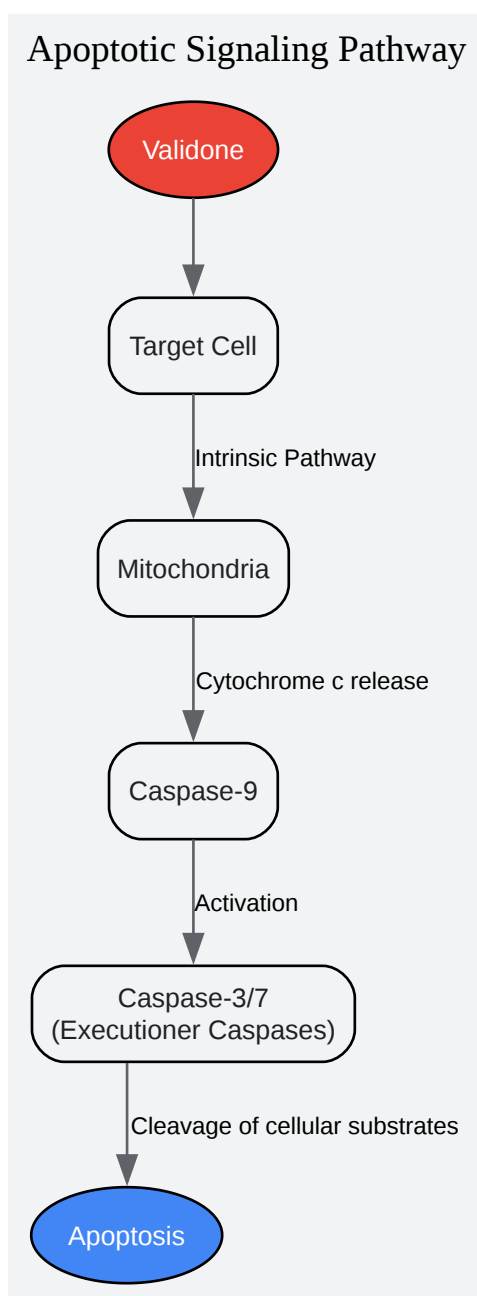 Apoptotic Signaling Pathway
Validone
Target Cell
Intrinsic Pathway
Mitochondria
Cytochrome c release
Caspase-9
Activation
Caspase-3/7
(Executioner Caspases)
Cleavage of cellular substrates
Apoptosis